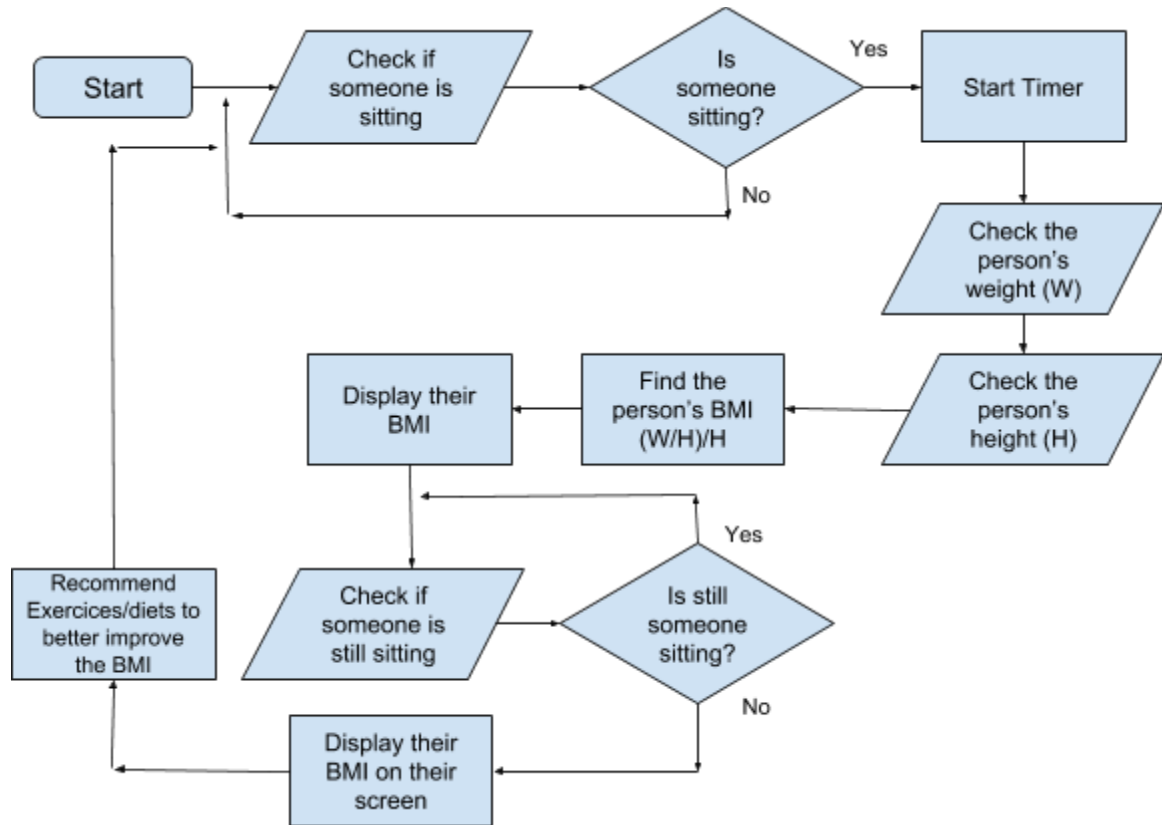 Start
Check if
someone is
sitting
Is
someone
sitting?
Yes
No
Start Timer
Check the
person's
weight (W)
Check the
person's
height (H)
Find the
person's BMI
(W/H)/H
Display their
BMI
Check if
someone is
still sitting
Is still
someone
sitting?
Yes
No
Display their
BMI on their
screen
Recommend
Exercices/diets to
better improve
the BMI